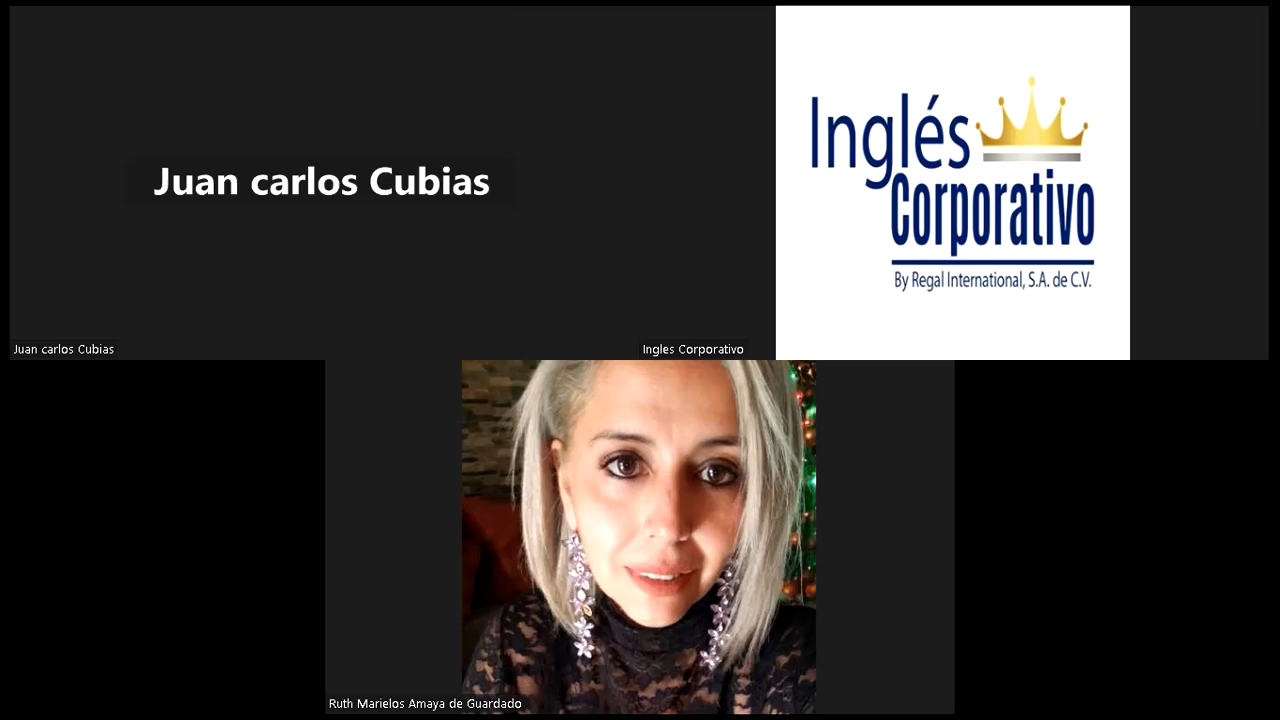 Juan carlos Cubias
Inglés
Corporativo
By Regal International, S.A. de C.V.
Juan carlos Cubias
Ingles Corporativo
Ruth Marielos Amaya de Guardado